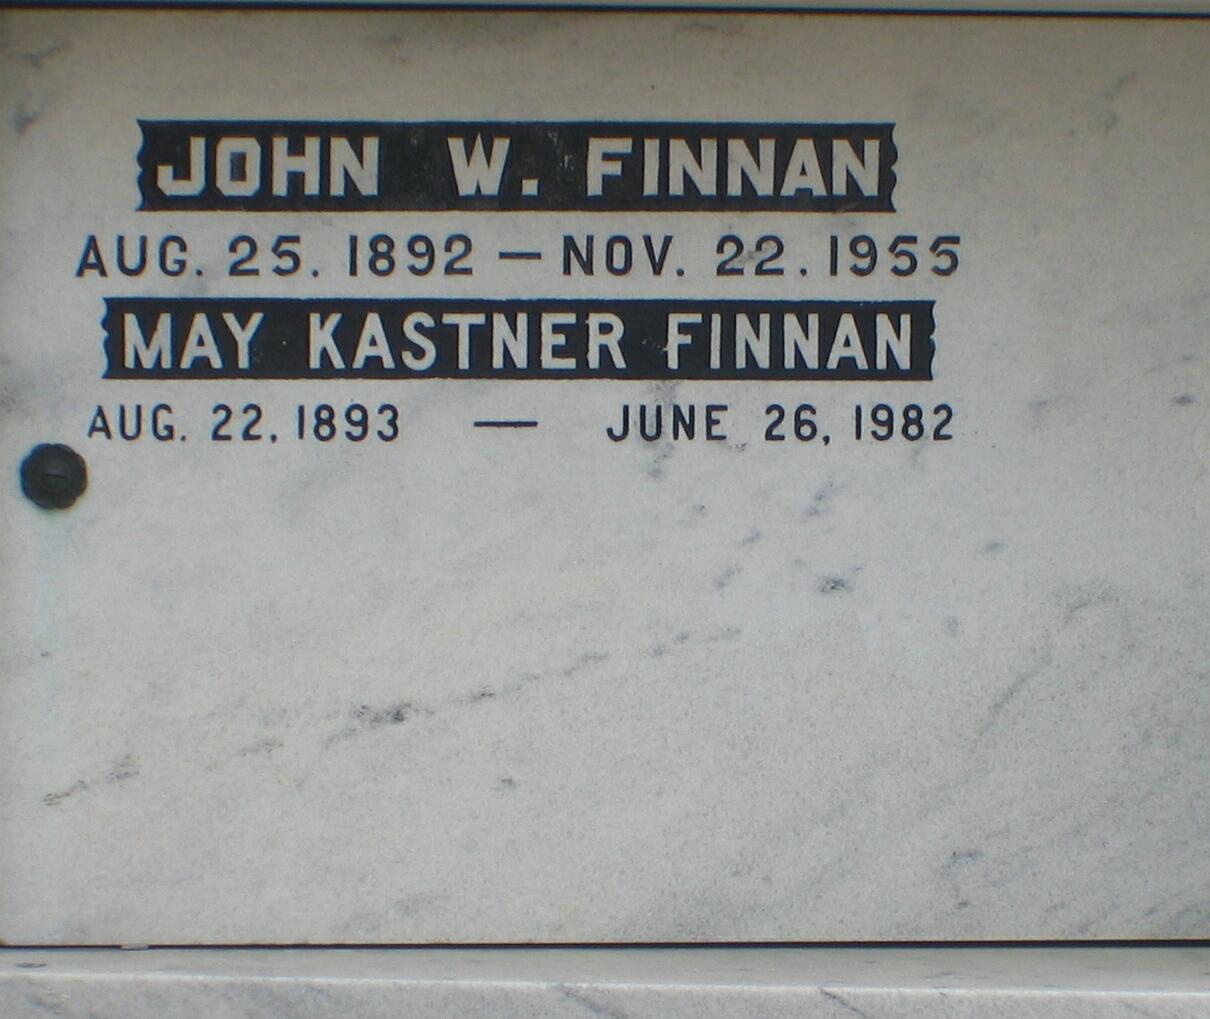 JOHN W. FINNAN
AUG. 25. 1892 — NOV. 22. 1955
MAY KASTNER FINNAN
AUG. 22, 1893 — JUNE 26, 1982